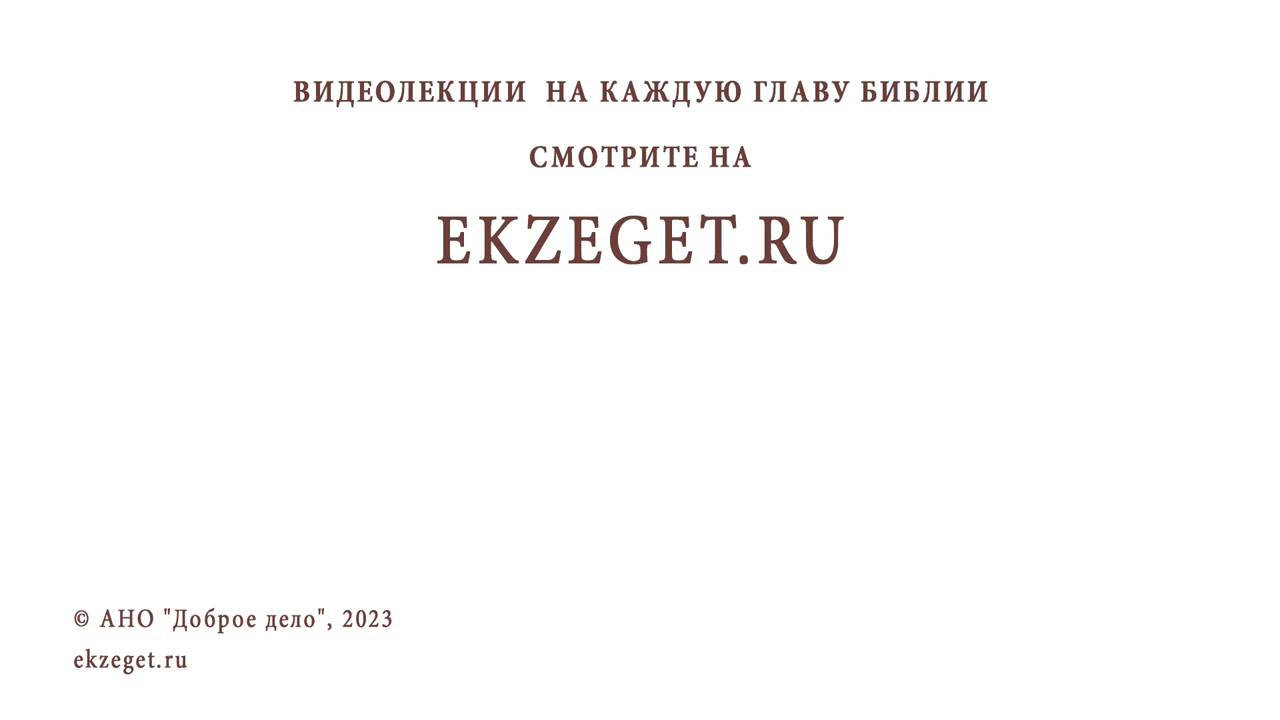 ВИДЕОЛЕКЦИИ НА КАЖДУЮ ГЛАВУ БИБЛИИ
СМОТРИТЕ НА
EKZEGET.RU
© АНО "Доброе дело", 2023
ekzeget.ru